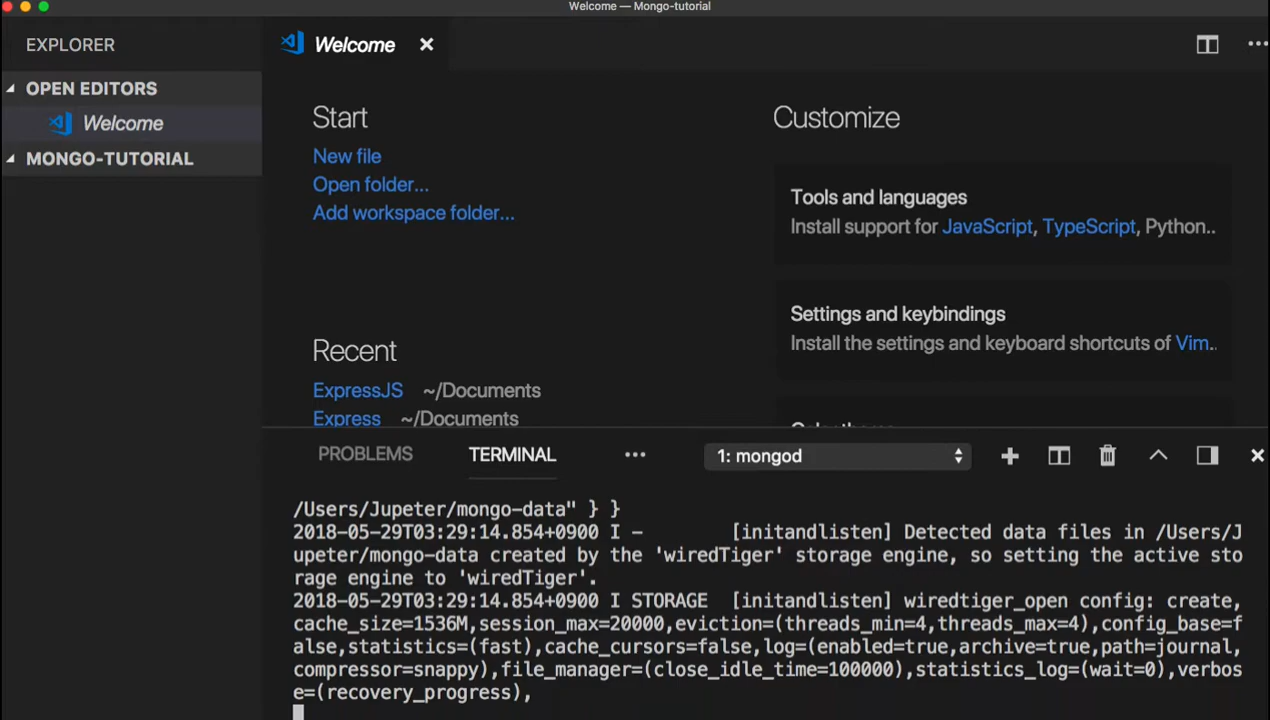 Welcome — Mongo-tutorial
EXPLORER
OPEN EDITORS
Welcome
MONGO-TUTORIAL
Welcome
Start
New file
Open folder...
Add workspace folder...
Recent
ExpressJS ~/Documents
Express ~/Documents
Customize
Tools and languages
Install support for JavaScript, TypeScript, Python..
Settings and keybindings
Install the settings and keyboard shortcuts of Vim..
PROBLEMS TERMINAL ... 1: mongod
/Users/Jupeter/mongo-data" } }
2018-05-29T03:29:14.854+0900 I - [initandlisten] Detected data files in /Users/J
upeter/mongo-data created by the 'wiredTiger' storage engine, so setting the active sto
rage engine to 'wiredTiger'.
2018-05-29T03:29:14.854+0900 I STORAGE [initandlisten] wiredtiger_open config: create,
cache_size=1536M,session_max=20000,eviction=(threads_min=4,threads_max=4),config_base=f
alse,statistics=(fast),cache_cursors=false,log=(enabled=true,archive=true,path=journal,
compressor=snappy),file_manager=(close_idle_time=100000),statistics_log=(wait=0),verbos
e=(recovery_progress),